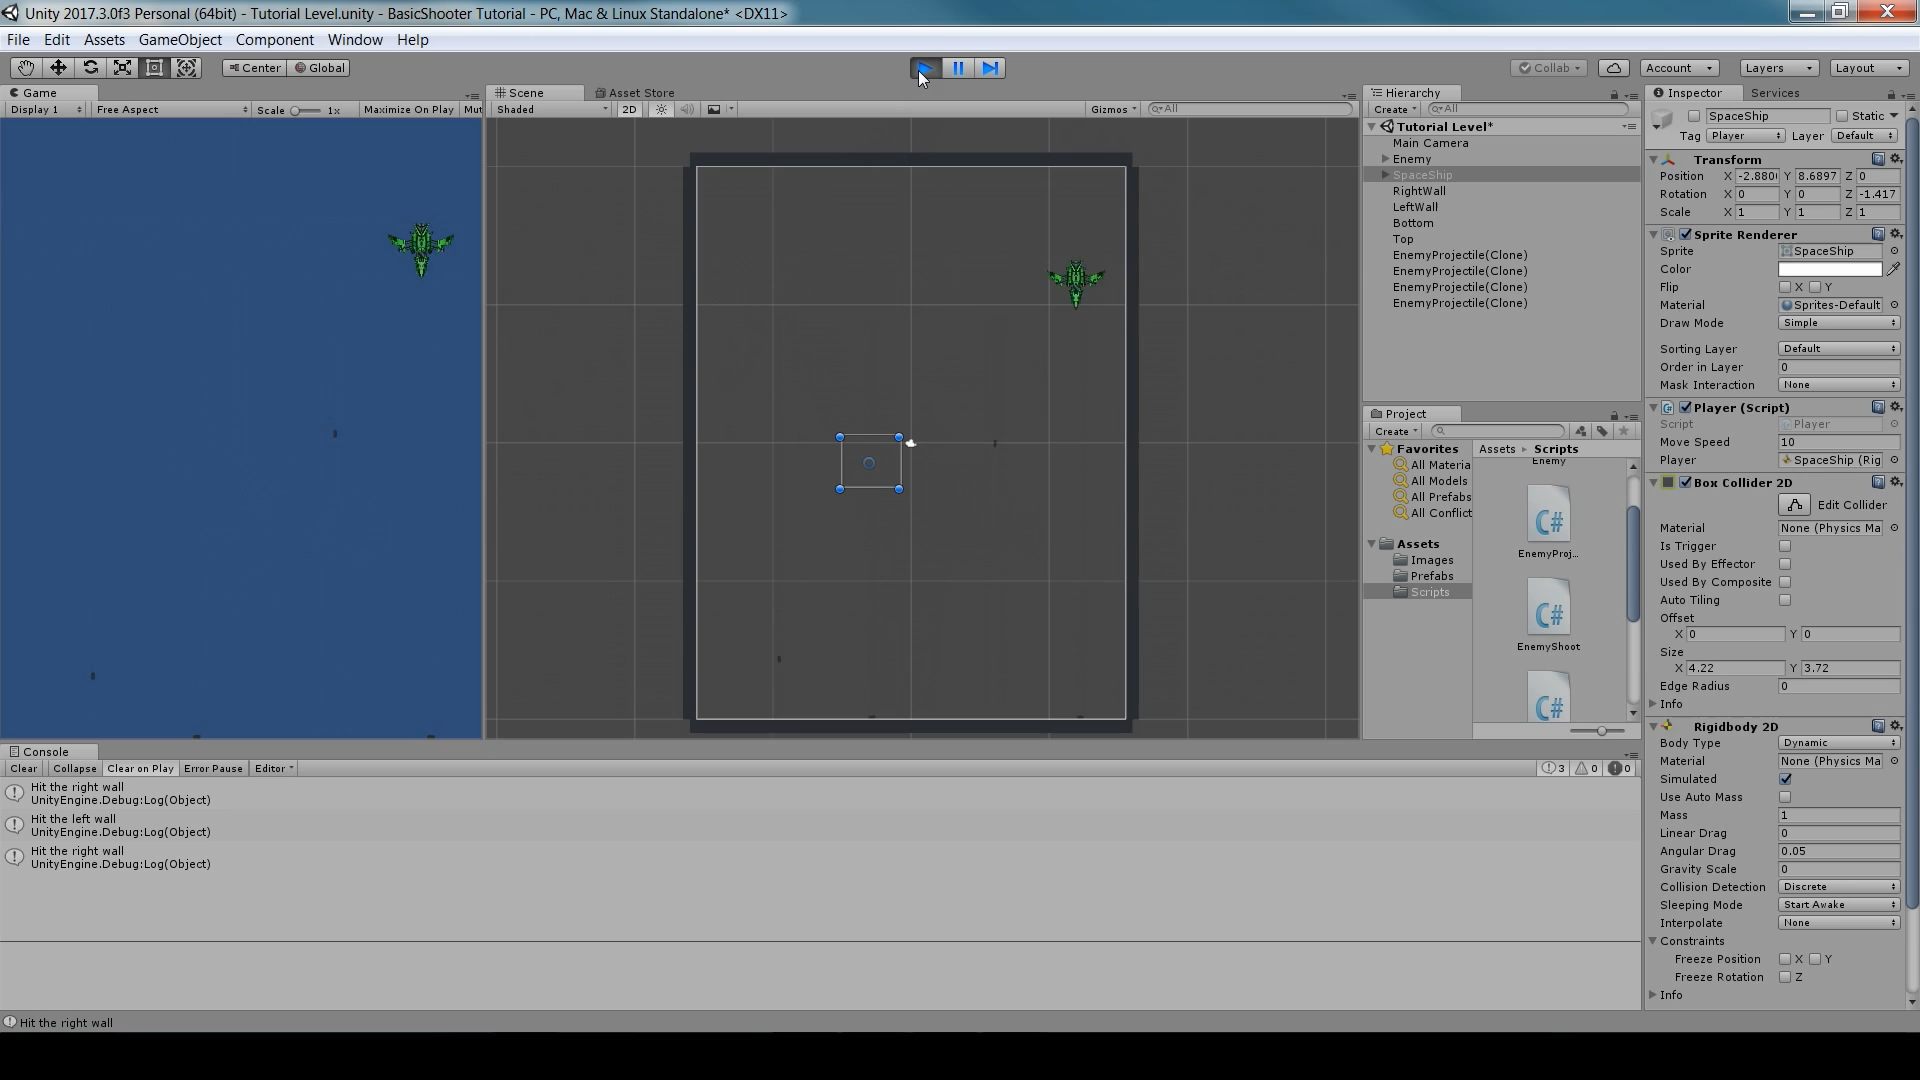 Unity 2017.3.0f3 Personal (64bit) - Tutorial Level.unity - BasicShooter Tutorial - PC, Mac & Linux Standalone* <DX11>
File Edit Assets GameObject Component Window Help
Center Global Collab Account Layers Layout
Game
Display 1 Free Aspect Scale 1x Maximize On Play Mut
Scene Asset Store
Shaded 2D Gizmos All
Hierarchy
Create All
Tutorial Level*
Main Camera
Enemy
SpaceShip
RightWall
LeftWall
Bottom
Top
EnemyProjectile(Clone)
EnemyProjectile(Clone)
EnemyProjectile(Clone)
EnemyProjectile(Clone)
Project
Create
Favorites
All Materia
All Models
All Prefabs
All Conflict
Assets
Images
Prefabs
Scripts
Assets Scripts
Enemy
C#
EnemyProj...
C#
EnemyShoot
C#
Inspector Services
SpaceShip Static
Tag Player Layer Default
Transform
Position X -2.880 Y 8.6897 Z 0
Rotation X 0 Y 0 Z -1.417
Scale X 1 Y 1 Z 1
Sprite Renderer
Sprite SpaceShip
Color
Flip X Y
Material Sprites-Default
Draw Mode Simple
Sorting Layer Default
Order in Layer 0
Mask Interaction None
Player (Script)
Script Player
Move Speed 10
Player SpaceShip (Rig
Box Collider 2D
Edit Collider
Material None (Physics Ma
Is Trigger
Used By Effector
Used By Composite
Auto Tiling
Offset
X 0 Y 0
Size
X 4.22 Y 3.72
Edge Radius 0
Info
Rigidbody 2D
Body Type Dynamic
Material None (Physics Ma
Simulated
Use Auto Mass
Mass 1
Linear Drag 0
Angular Drag 0.05
Gravity Scale 0
Collision Detection Discrete
Sleeping Mode Start Awake
Interpolate None
Constraints
Freeze Position X Y
Freeze Rotation Z
Info
Console
Clear Collapse Clear on Play Error Pause Editor 3 0 0
Hit the right wall
UnityEngine.Debug:Log(Object)
Hit the left wall
UnityEngine.Debug:Log(Object)
Hit the right wall
UnityEngine.Debug:Log(Object)
Hit the right wall